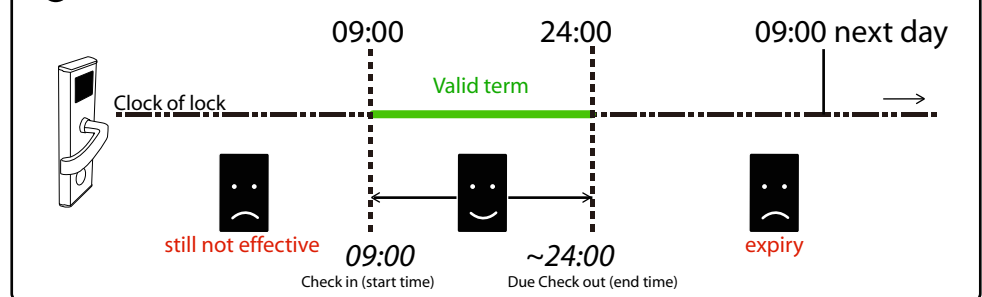 09:00 24:00 09:00 next day
Valid term
Clock of lock
still not effective expiry
09:00 ~24:00
Check in (start time) Due Check out (end time)